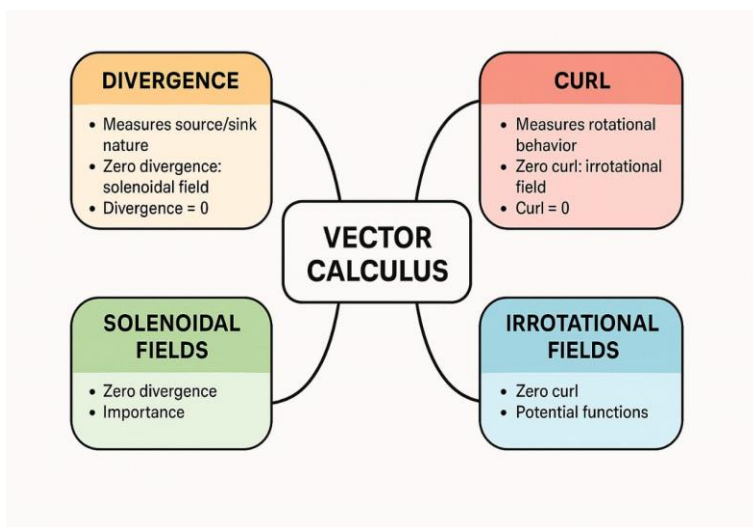 DIVERGENCE
• Measures source/sink
nature
• Zero divergence:
solenoidal field
• Divergence = 0
CURL
• Measures rotational
behavior
• Zero curl: irrotational
field
• Curl = 0
VECTOR
CALCULUS
SOLENOIDAL
FIELDS
• Zero divergence
• Importance
IRROTATIONAL
FIELDS
• Zero curl
• Potential functions